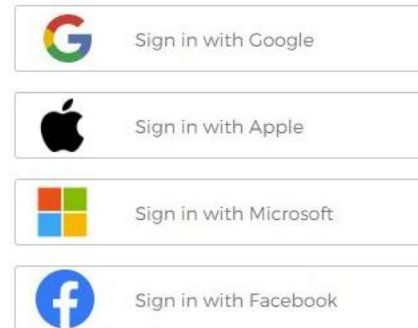 Sign in with Google
Sign in with Apple
Sign in with Microsoft
Sign in with Facebook